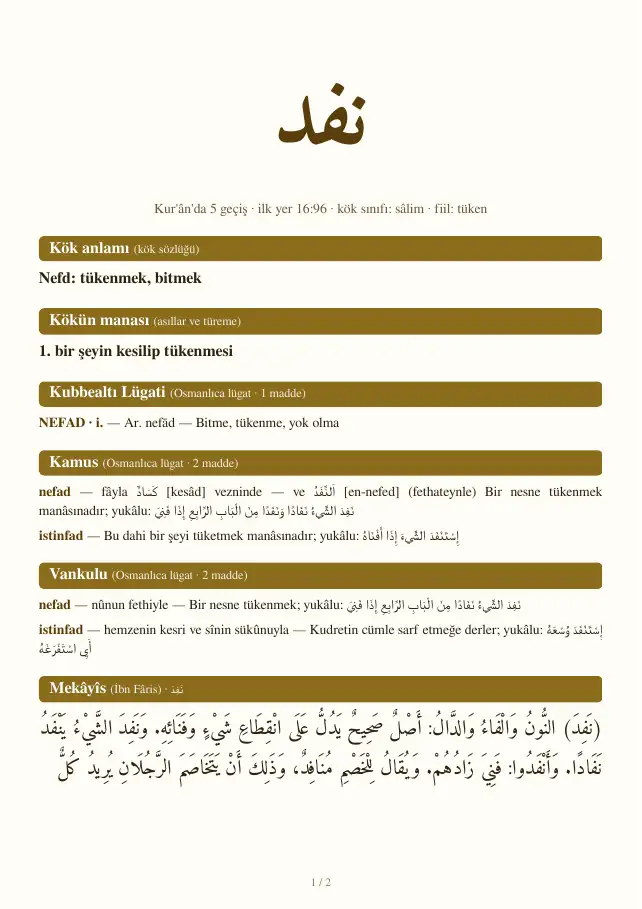 نفد
Kur'ân'da 5 geçiş · ilk yer 16:96 · kök sınıfı: sâlim · fiil: tüken
Kök anlamı (kök sözlüğü)
Nefd: tükenmek, bitmek
Kökün manası (asıllar ve türeme)
1. bir şeyin kesilip tükenmesi
Kubbealtı Lügati (Osmanlıca lügat · 1 madde)
NEFAD · i. — Ar. nefād — Bitme, tükenme, yok olma
Kamus (Osmanlıca lügat · 2 madde)
nefad — fâyla كَسَادٌ [kesâd] vezninde — ve اَلنَّفَدُ [en-nefed] (fethateynle) Bir nesne tükenmek
manâsınadır; yukâlu: نَفِدَ الشَّيْءُ نَفَادًا وَنَفَدًا مِنَ الْبَابِ الرَّابِعِ إِذَا فَنِيَ
istinfad — Bu dahi bir şeyi tüketmek manâsınadır; yukâlu: إِسْتَنْفَدَ الشَّيْءَ إِذَا أَفْنَاهُ
Vankulu (Osmanlıca lügat · 2 madde)
nefad — nûnun fethiyle — Bir nesne tükenmek; yukâlu: نَفِدَ الشَّيْءُ نَفَادًا مِنَ الْبَابِ الرَّابِعِ إِذَا فَنِيَ
istinfad — hemzenin kesri ve sînin sükûnuyla — Kudretin cümle sarf etmeğe derler; yukâlu: إِسْتَنْفَدَ وُسْعَهُ
أَيِ اسْتَفْرَغَهُ
Mekâyîs (İbn Fâris) · نَفِدَ
(نَفِدَ) النُّونُ وَالْفَاءُ وَالدَّالُ: أَصْلٌ صَحِيحٌ يَدُلُّ عَلَى انْقِطَاعِ شَيْءٍ وَفَنَائِهِ. وَنَفِدَ الشَّيْءُ يَنْفَدُ
نَفَادًا. وَأَنْفَدُوا: فَنِيَ زَادُهُمْ. وَيُقَالُ لِلْخَصْمِ مُنَافِدٌ، وَذَلِكَ أَنْ يَتَخَاصَمَ الرَّجُلَانِ يُرِيدُ كُلٌّ
1 / 2